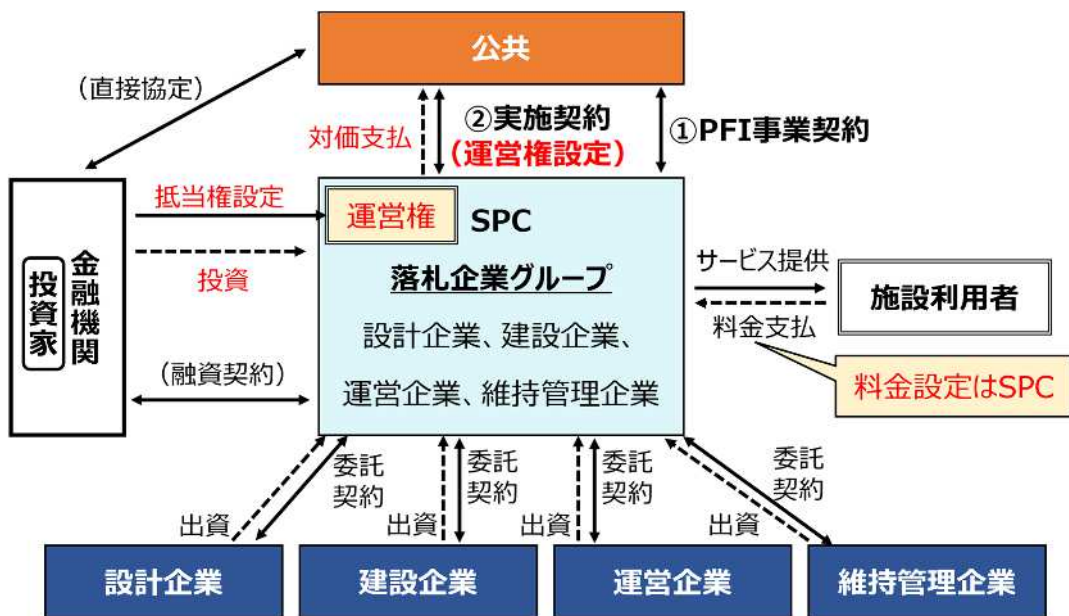 公共
(直接協定)
対価支払
②実施契約
(運営権設定)
①PFI事業契約
抵当権設定
運営権
SPC
投資
金融機関
投資家
落札企業グループ
設計企業、建設企業、
運営企業、維持管理企業
サービス提供
料金支払
施設利用者
料金設定はSPC
(融資契約)
出資
委託
契約
出資
委託
契約
出資
委託
契約
出資
委託
契約
設計企業
建設企業
運営企業
維持管理企業